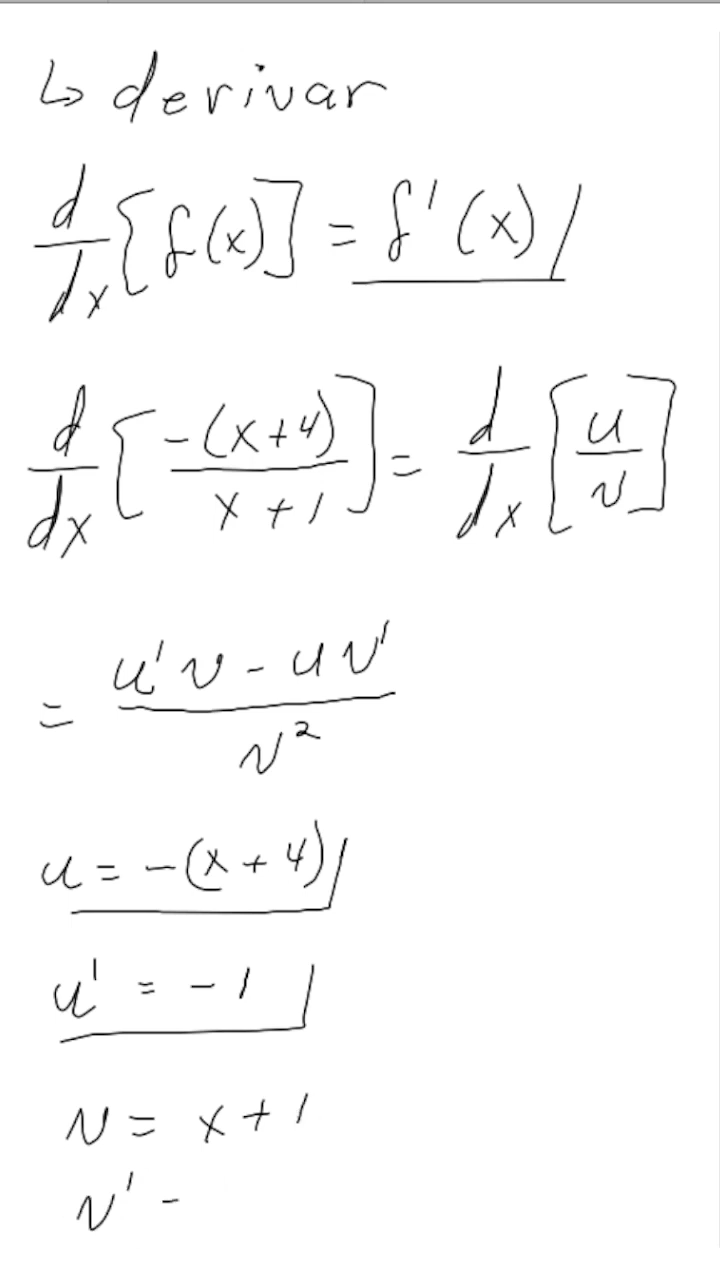 ↳ derivar
d/dx [f(x)] = f'(x)
d/dx [-(x+4)/x+1] = d/dx [u/v]
= u'v - uv'/v²
u = -(x+4)
u' = -1
v = x+1
v' -